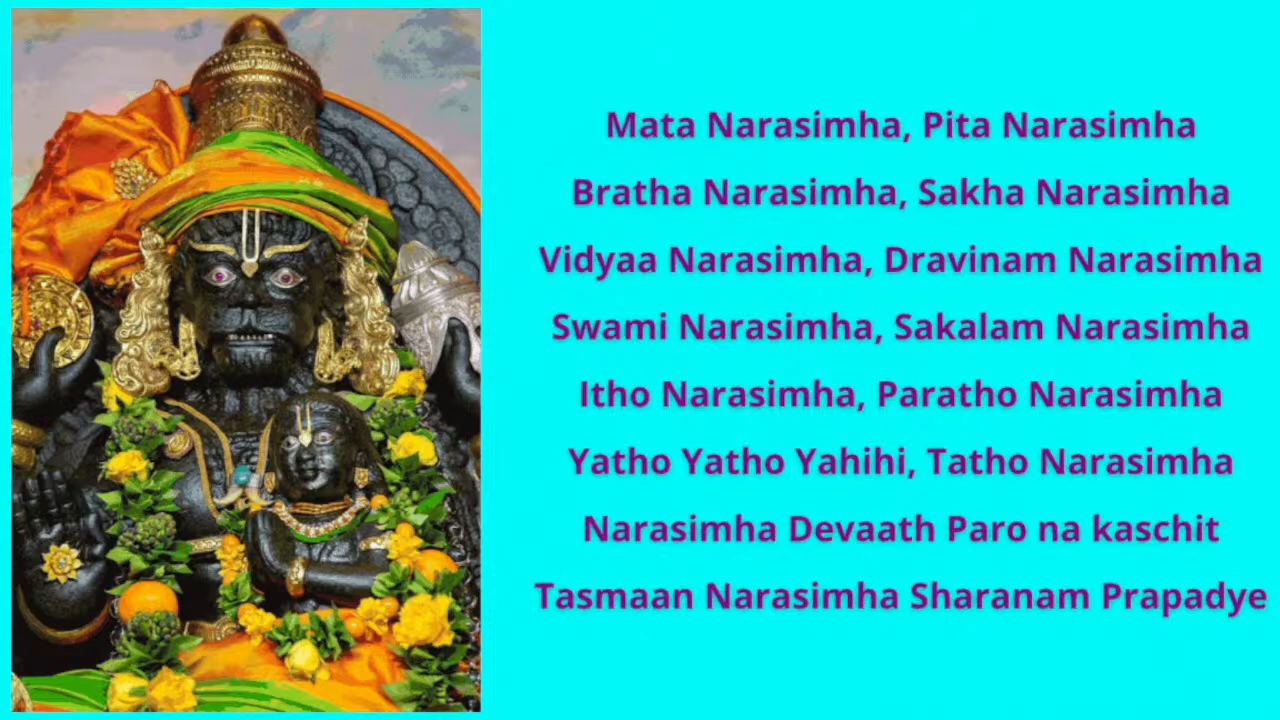 Mata Narasimha, Pita Narasimha
Bratha Narasimha, Sakha Narasimha
Vidyaa Narasimha, Dravinam Narasimha
Swami Narasimha, Sakalam Narasimha
Itho Narasimha, Paratho Narasimha
Yatho Yatho Yahihi, Tatho Narasimha
Narasimha Devaath Paro na kaschit
Tasmaan Narasimha Sharanam Prapadye